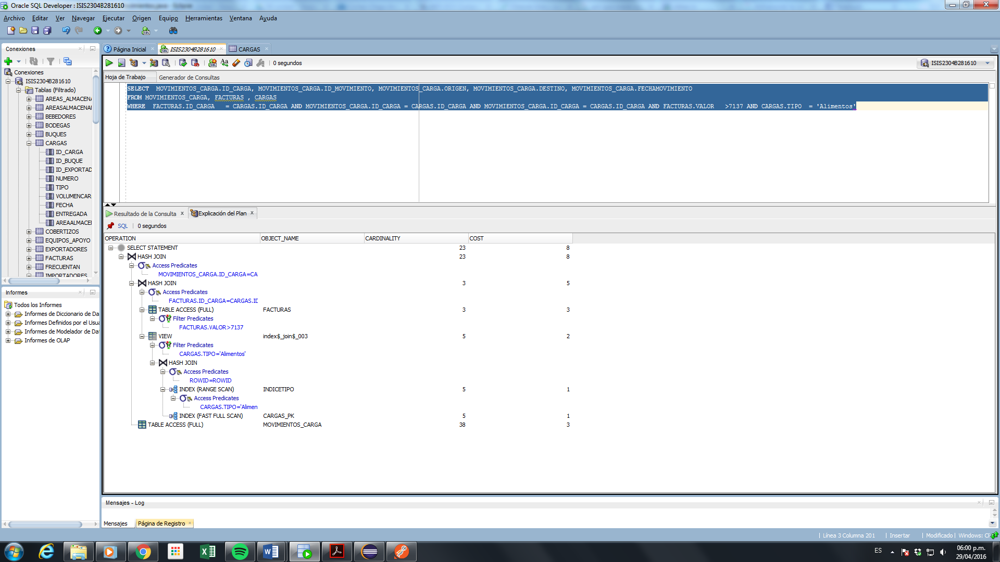 Oracle SQL Developer : ISIS2304B281610
Archivo Editar Ver Navegar Ejecutar Origen Equipo Herramientas Ventana Ayuda
Conexiones
Conexiones
ISIS2304B281610
Tablas (Filtrado)
AREAS_ALMACENA
AREASALMACENAI
BEBEDORES
BODEGAS
BUQUES
CARGAS
ID_CARGA
ID_BUQUE
ID_EXPORTAD
NUMERO
TIPO
VOLUMENCAR
FECHA
ENTREGADA
AREAALMACEI
COBERTIZOS
EQUIPOS_APOYO
EXPORTADORES
FACTURAS
FRECUENTAN
IMPORTADORES
Informes
Todos los Informes
Informes de Diccionario de Da
Informes Definidos por el Usua
Informes de Modelador de Dat
Informes de OLAP
Página Inicial ISIS2304B281610 CARGAS
0 segundos ISIS2304B281610
Hoja de Trabajo Generador de Consultas
SELECT MOVIMIENTOS_CARGA.ID_CARGA, MOVIMIENTOS_CARGA.ID_MOVIMIENTO, MOVIMIENTOS_CARGA.ORIGEN, MOVIMIENTOS_CARGA.DESTINO, MOVIMIENTOS_CARGA.FECHAMOVIMIENTO
FROM MOVIMIENTOS_CARGA, FACTURAS , CARGAS
WHERE FACTURAS.ID_CARGA = CARGAS.ID_CARGA AND MOVIMIENTOS_CARGA.ID_CARGA = CARGAS.ID_CARGA AND MOVIMIENTOS_CARGA.ID_CARGA = CARGAS.ID_CARGA AND FACTURAS.VALOR >7137 AND CARGAS.TIPO = 'Alimentos'
Resultado de la Consulta x Explicación del Plan x
SQL 0 segundos
OPERATION OBJECT_NAME CARDINALITY COST
SELECT STATEMENT 23 8
HASH JOIN 23 8
Access Predicates
MOVIMIENTOS_CARGA.ID_CARGA=CA
HASH JOIN 3 5
Access Predicates
FACTURAS.ID_CARGA=CARGAS.ID
TABLE ACCESS (FULL) FACTURAS 3 3
Filter Predicates
FACTURAS.VALOR>7137
VIEW index$_join$_003 5 2
Filter Predicates
CARGAS.TIPO='Alimentos'
HASH JOIN
Access Predicates
ROWID=ROWID
INDEX (RANGE SCAN) INDICETIPO 5 1
Access Predicates
CARGAS.TIPO='Alimen
INDEX (FAST FULL SCAN) CARGAS_PK 5 1
TABLE ACCESS (FULL) MOVIMIENTOS_CARGA 38 3
Mensajes - Log
Mensajes Página de Registro
Línea 3 Columna 201 Insertar Modificado Windows:
ES 06:00 p.m.
29/04/2016